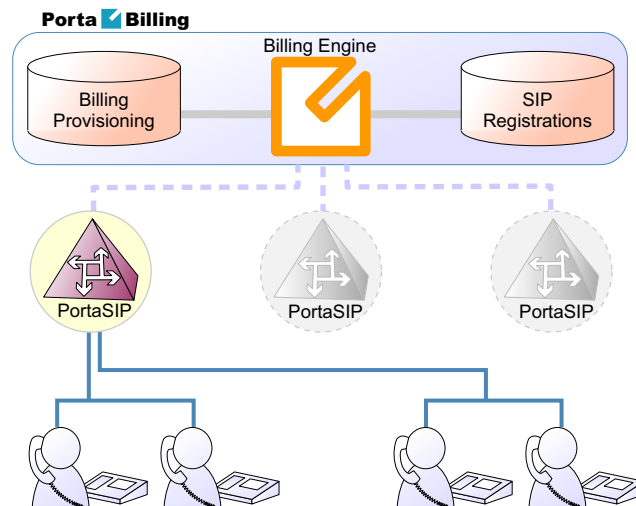 Porta Billing
Billing Engine
Billing
Provisioning
SIP
Registrations
PortaSIP
PortaSIP
PortaSIP